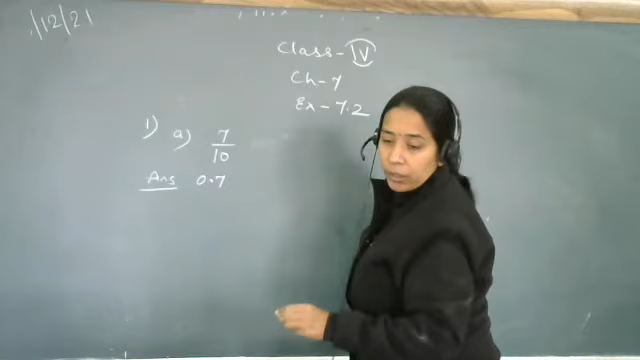 1/12/21
Class - IV
Ch - 7
Ex - 7.2
1) a) 7/10
Ans 0.7